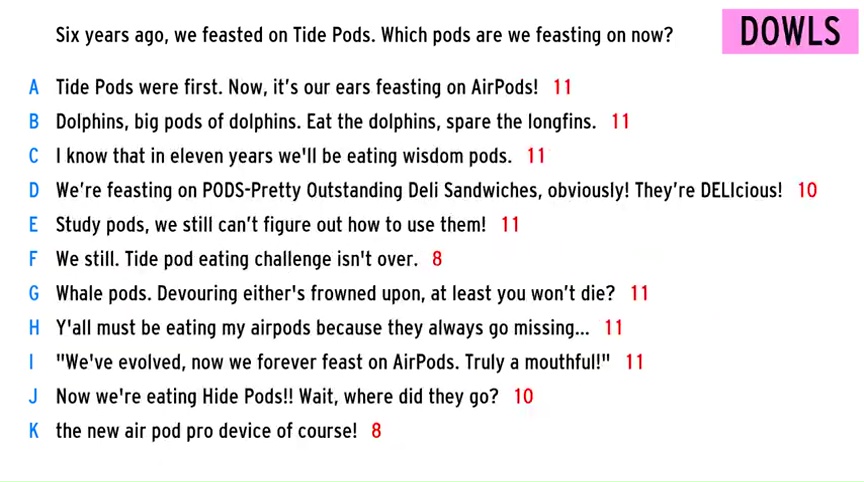 Six years ago, we feasted on Tide Pods. Which pods are we feasting on now?
DOWLS
A Tide Pods were first. Now, it's our ears feasting on AirPods! 11
B Dolphins, big pods of dolphins. Eat the dolphins, spare the longfins. 11
C I know that in eleven years we'll be eating wisdom pods. 11
D We're feasting on PODS-Pretty Outstanding Deli Sandwiches, obviously! They're DELIcious! 10
E Study pods, we still can't figure out how to use them! 11
F We still. Tide pod eating challenge isn't over. 8
G Whale pods. Devouring either's frowned upon, at least you won't die? 11
H Y'all must be eating my airpods because they always go missing... 11
I "We've evolved, now we forever feast on AirPods. Truly a mouthful!" 11
J Now we're eating Hide Pods!! Wait, where did they go? 10
K the new air pod pro device of course! 8